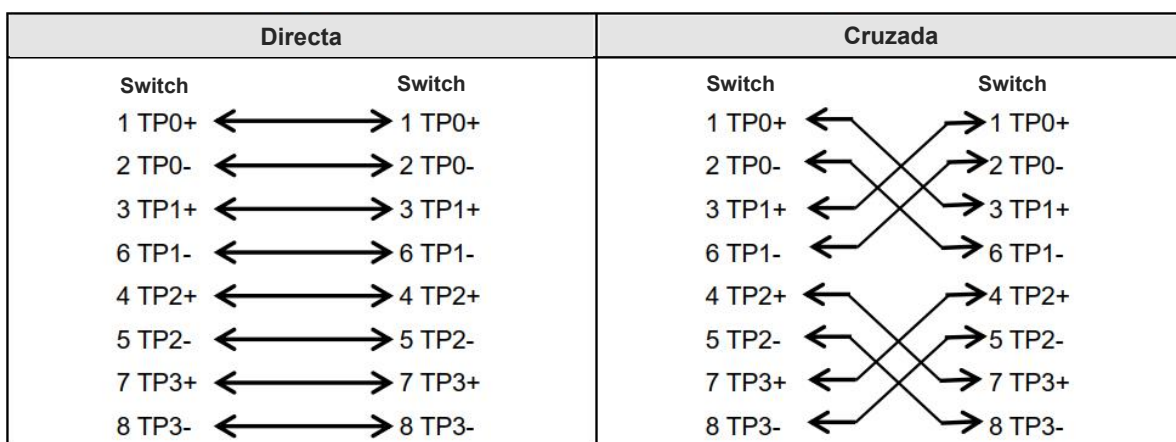 Directa Cruzada
Switch Switch Switch Switch
1 TP0+ 1 TP0+ 1 TP0+ 1 TP0+
2 TP0- 2 TP0- 2 TP0- 2 TP0-
3 TP1+ 3 TP1+ 3 TP1+ 3 TP1+
6 TP1- 6 TP1- 6 TP1- 6 TP1-
4 TP2+ 4 TP2+ 4 TP2+ 4 TP2+
5 TP2- 5 TP2- 5 TP2- 5 TP2-
7 TP3+ 7 TP3+ 7 TP3+ 7 TP3+
8 TP3- 8 TP3- 8 TP3- 8 TP3-